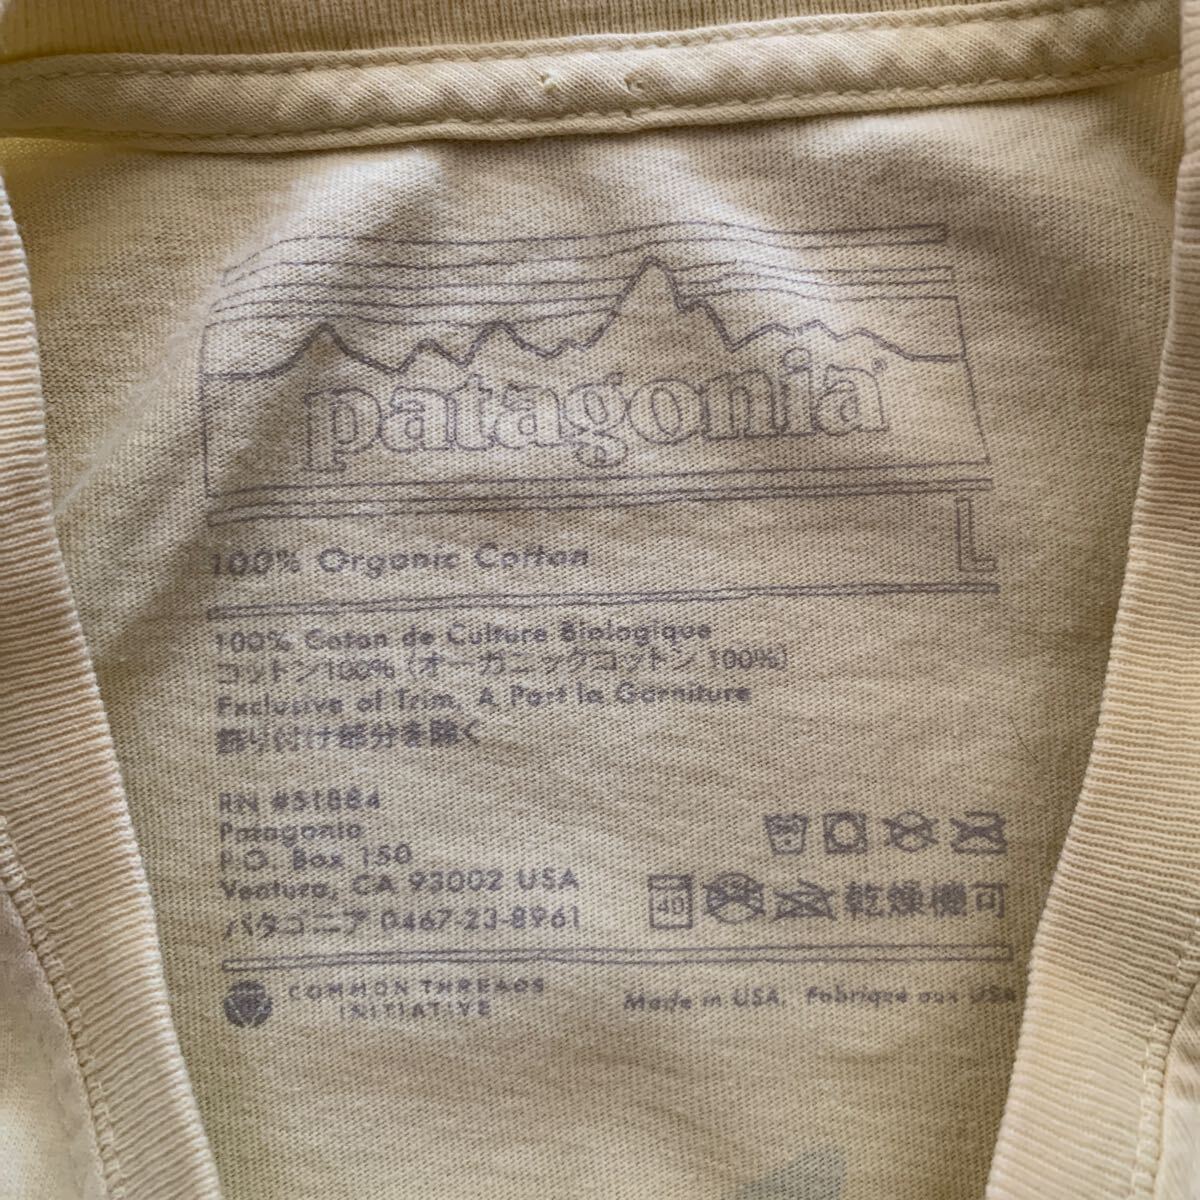 patagonia®
L
100% Organic Cotton
100% Coton de Culture Biologique
コットン100% (オーガニックコットン 100%)
Exclusive of Trim, A Part la Garniture
飾り付け部分を除く
RN #51884
Patagonia
P.O. Box 150
Ventura, CA 93002 USA
パタゴニア 0467-23-8961
40
乾燥機可
COMMON THREADS
INITIATIVE
Made in USA, Fabriqué aux USA